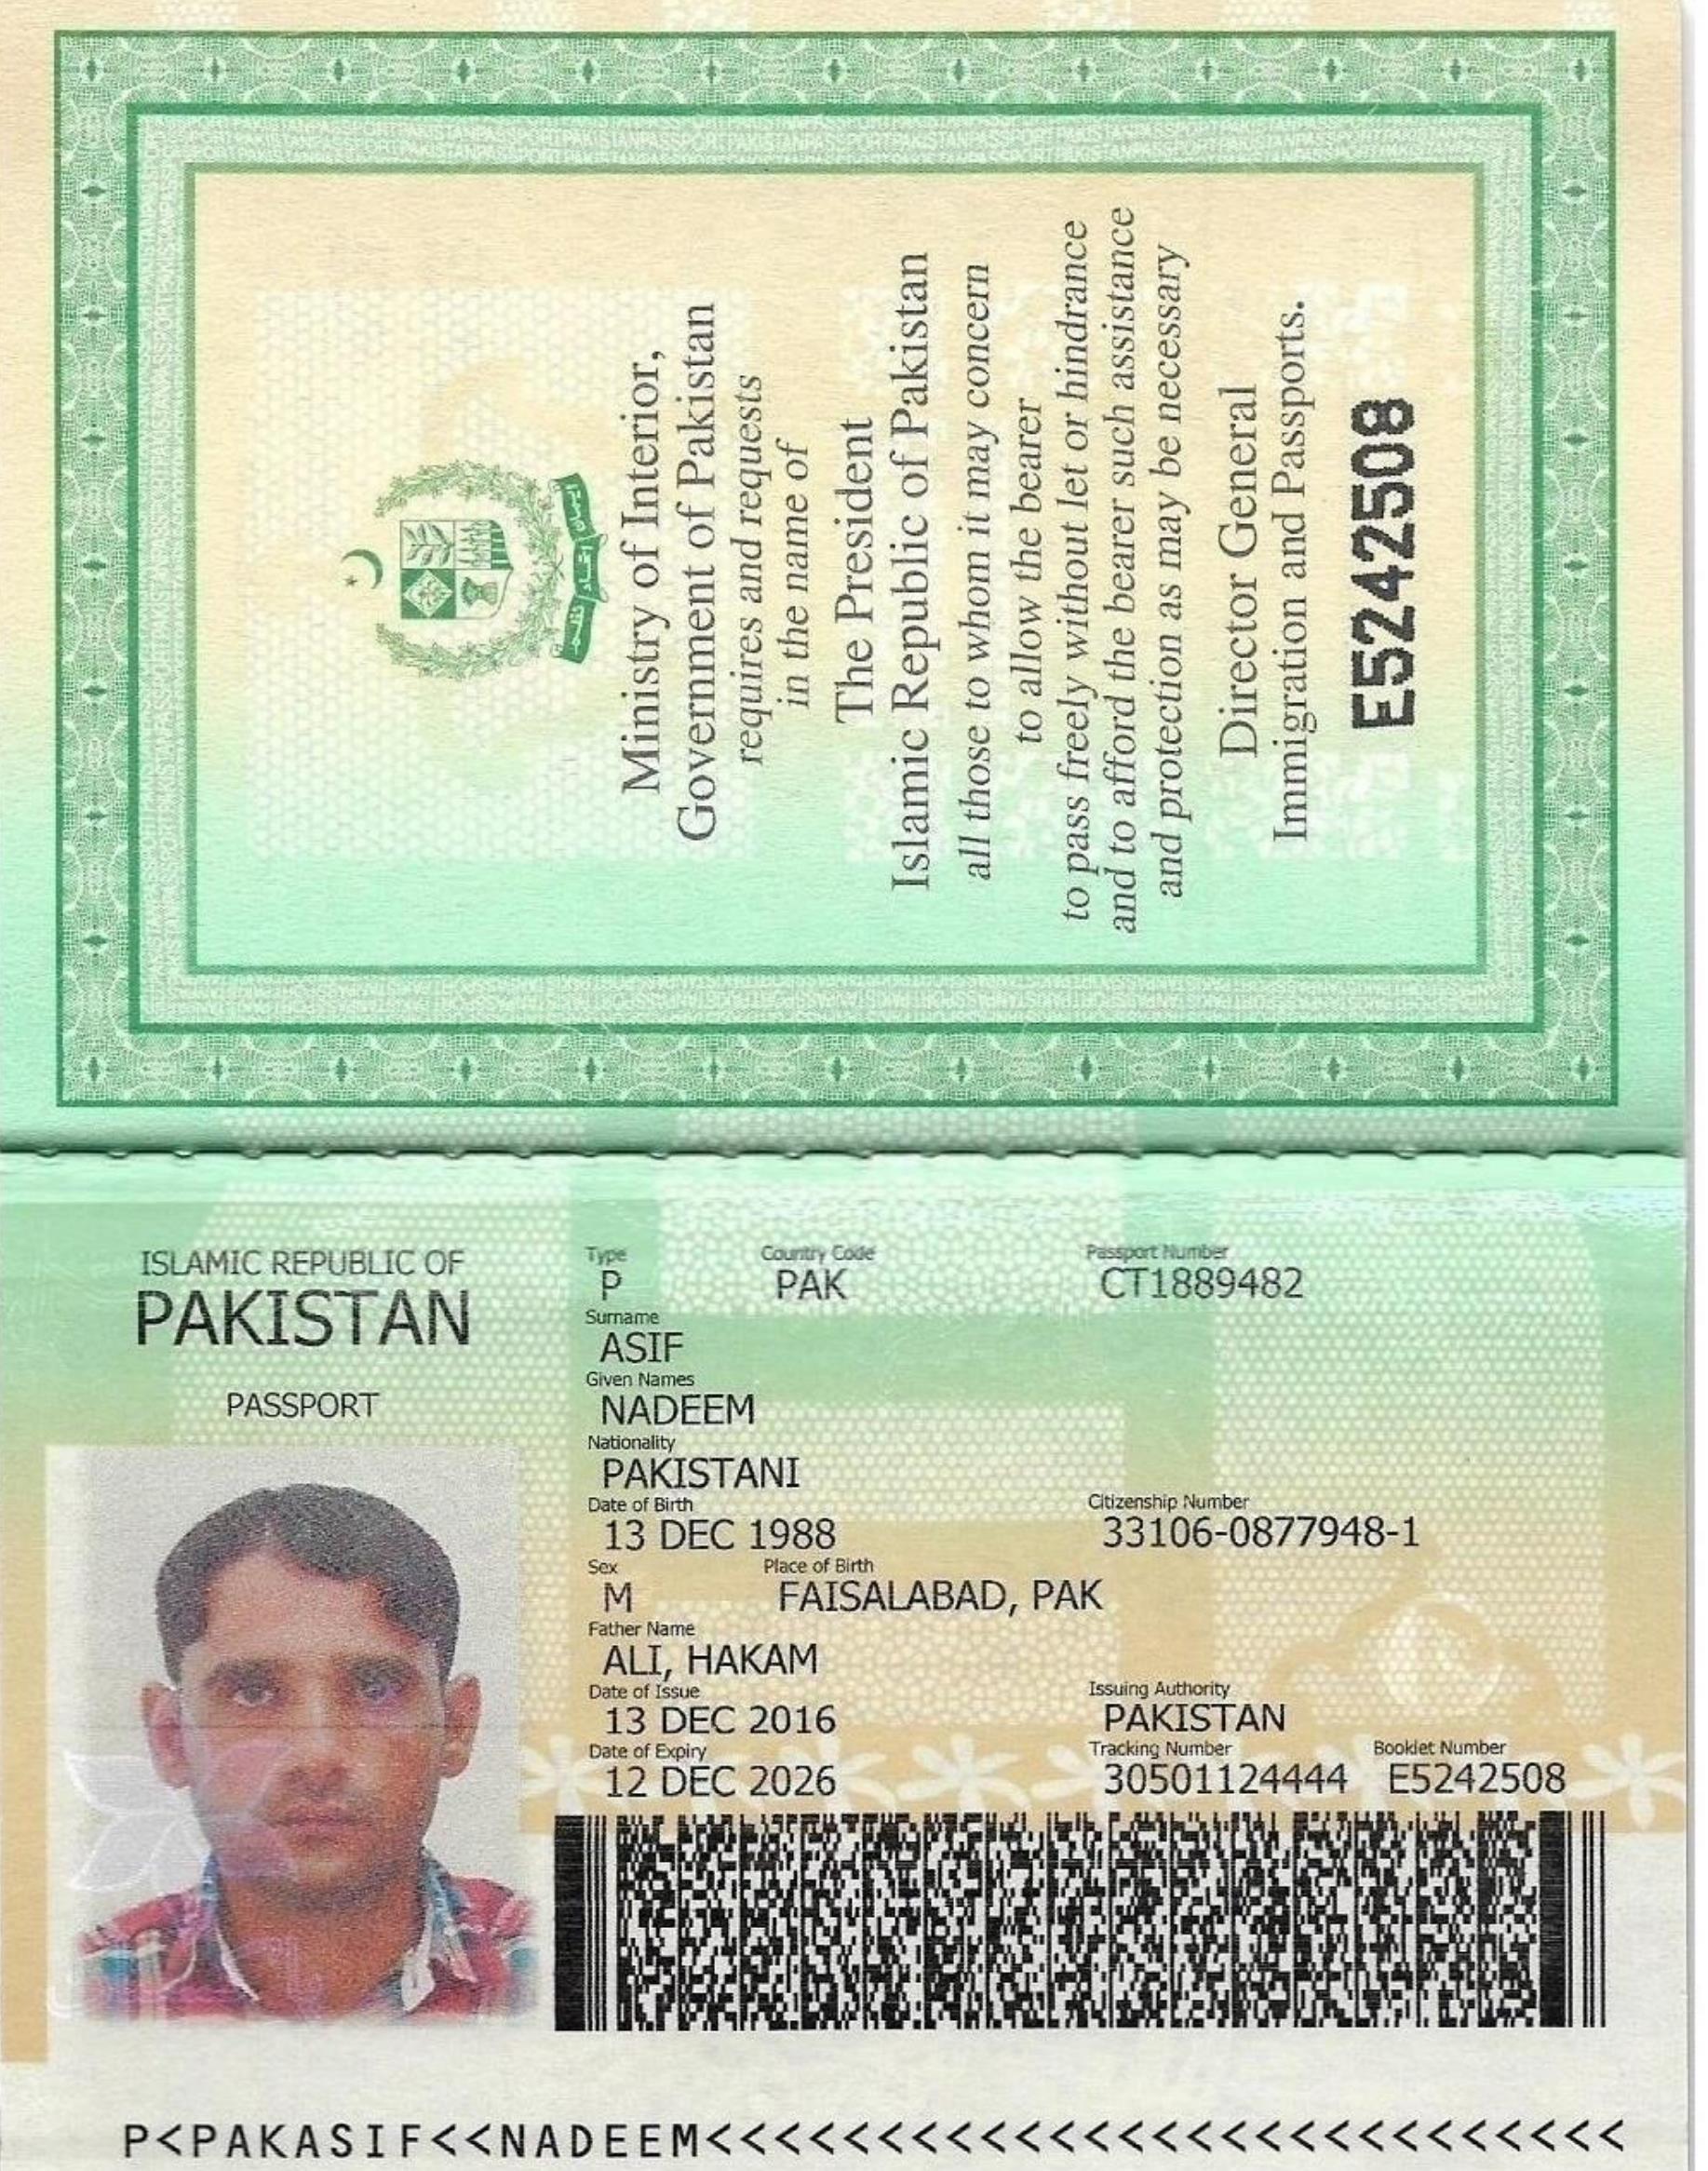 Ministry of Interior,
Government of Pakistan
requires and requests
in the name of
The President
Islamic Republic of Pakistan
all those to whom it may concern
to allow the bearer
to pass freely without let or hindrance
and to afford the bearer such assistance
and protection as may be necessary
Director General
Immigration and Passports.
E5242508
ISLAMIC REPUBLIC OF
PAKISTAN
PASSPORT
Type Country Code Passport Number
P PAK CT1889482
Surname
ASIF
Given Names
NADEEM
Nationality
PAKISTANI
Date of Birth Citizenship Number
13 DEC 1988 33106-0877948-1
Sex Place of Birth
M FAISALABAD, PAK
Father Name
ALI, HAKAM
Date of Issue Issuing Authority
13 DEC 2016 PAKISTAN
Date of Expiry Tracking Number Booklet Number
12 DEC 2026 30501124444 E5242508
P<PAKASIF<<NADEEM<<<<<<<<<<<<<<<<<<<<<<<<<<<